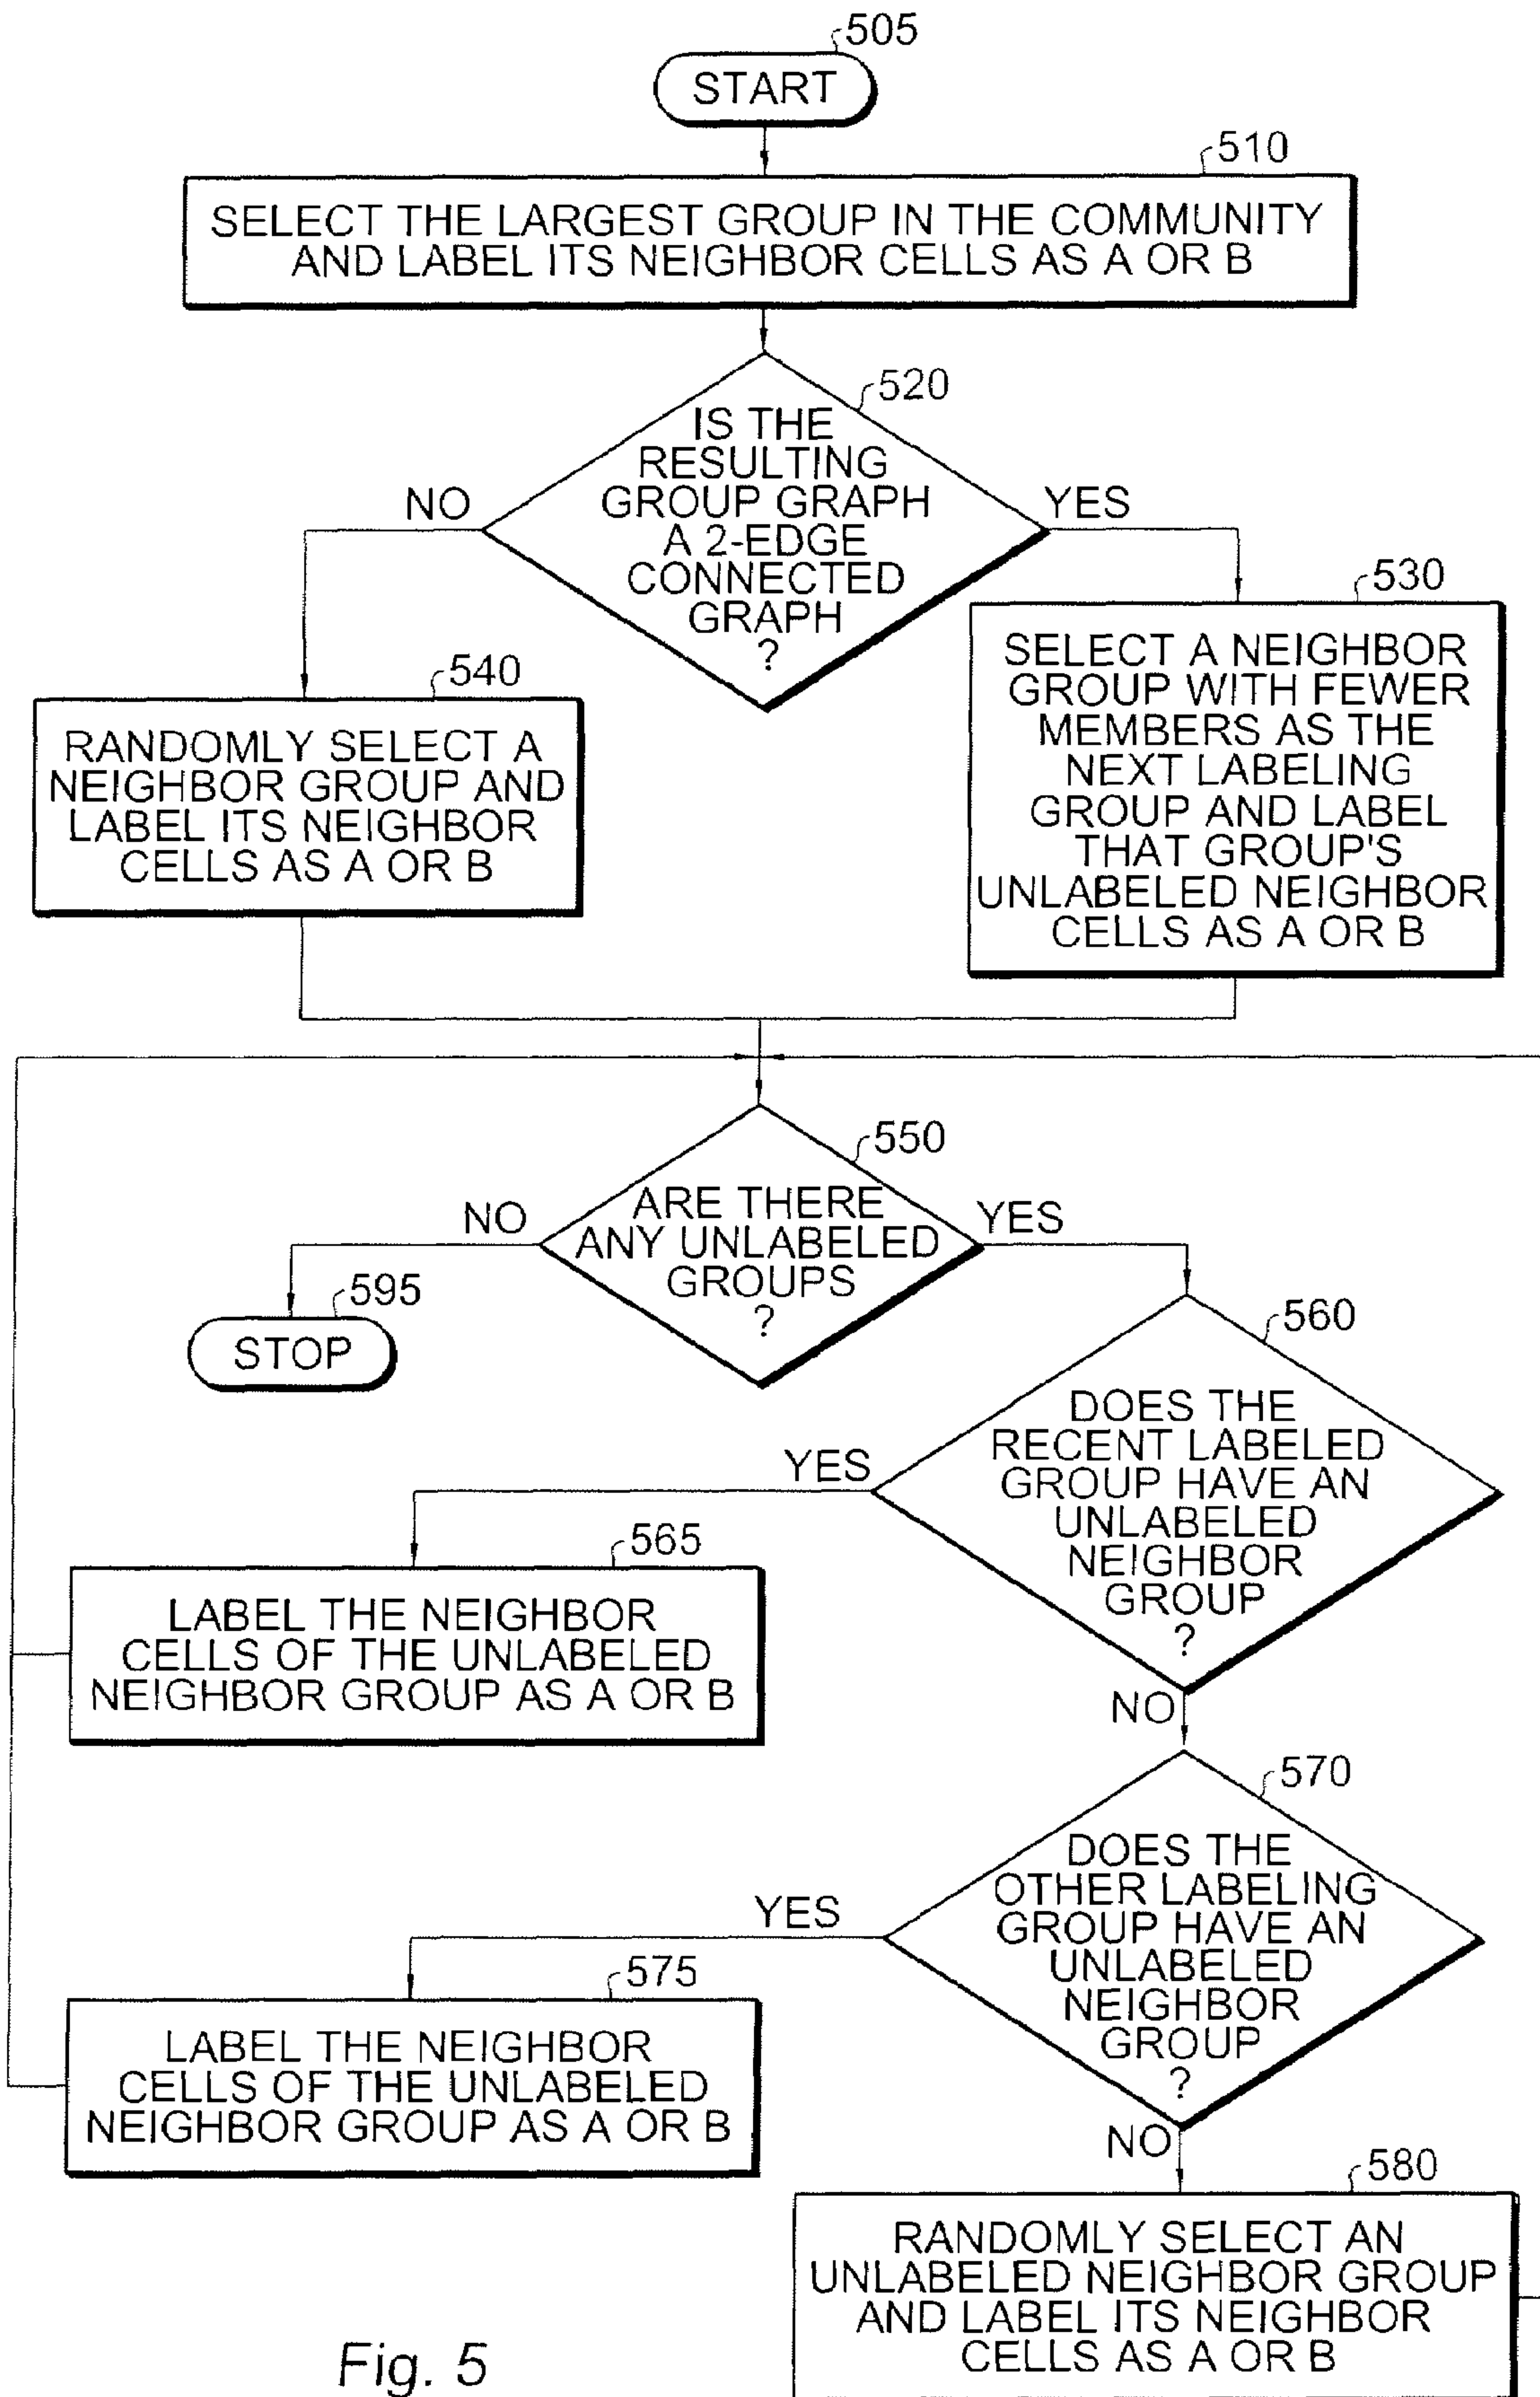 505
START
510
SELECT THE LARGEST GROUP IN THE COMMUNITY
AND LABEL ITS NEIGHBOR CELLS AS A OR B
520
IS THE
RESULTING
GROUP GRAPH
A 2-EDGE
CONNECTED
GRAPH
?
NO
YES
540
RANDOMLY SELECT A
NEIGHBOR GROUP AND
LABEL ITS NEIGHBOR
CELLS AS A OR B
530
SELECT A NEIGHBOR
GROUP WITH FEWER
MEMBERS AS THE
NEXT LABELING
GROUP AND LABEL
THAT GROUP'S
UNLABELED NEIGHBOR
CELLS AS A OR B
550
ARE THERE
ANY UNLABELED
GROUPS
?
NO
YES
595
STOP
560
DOES THE
RECENT LABELED
GROUP HAVE AN
UNLABELED
NEIGHBOR
GROUP
?
YES
NO
565
LABEL THE NEIGHBOR
CELLS OF THE UNLABELED
NEIGHBOR GROUP AS A OR B
570
DOES THE
OTHER LABELING
GROUP HAVE AN
UNLABELED
NEIGHBOR
GROUP
?
YES
NO
575
LABEL THE NEIGHBOR
CELLS OF THE UNLABELED
NEIGHBOR GROUP AS A OR B
580
RANDOMLY SELECT AN
UNLABELED NEIGHBOR GROUP
AND LABEL ITS NEIGHBOR
CELLS AS A OR B
Fig. 5